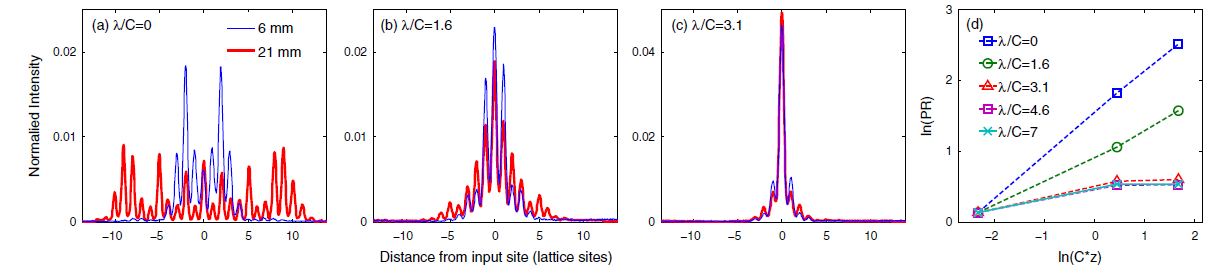 (a) λ/C=0
6 mm
21 mm
0.02
0.01
0
−10 −5 0 5 10
Normalied Intensity
(b) λ/C=1.6
0.02
0.01
0
−10 −5 0 5 10
Distance from input site (lattice sites)
(c) λ/C=3.1
0.04
0.02
0
−10 −5 0 5 10
(d)
λ/C=0
λ/C=1.6
λ/C=3.1
λ/C=4.6
λ/C=7
3
2
1
0
ln(PR)
−2 −1 0 1 2
ln(C*z)